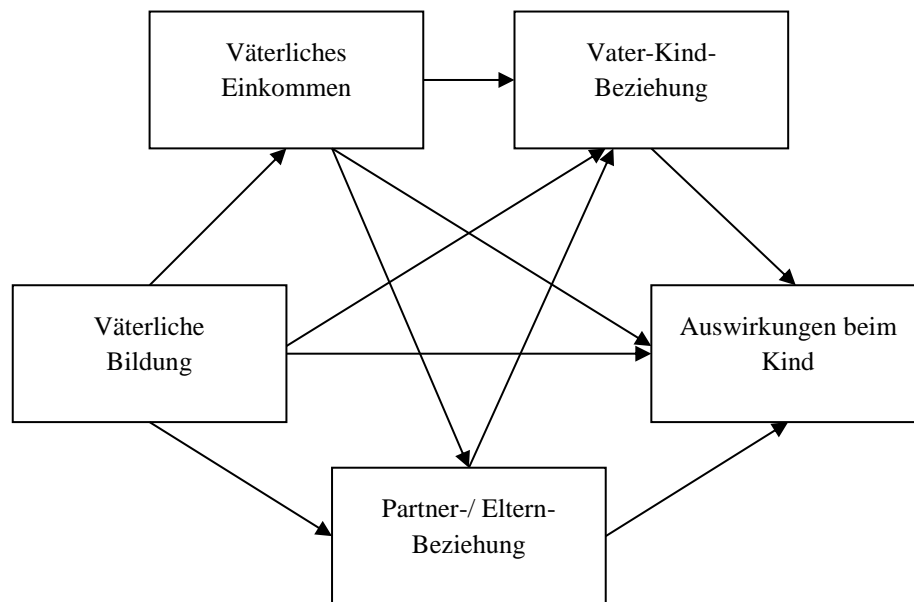 Väterliches
Einkommen
Vater-Kind-
Beziehung
Väterliche
Bildung
Auswirkungen beim
Kind
Partner-/ Eltern-
Beziehung